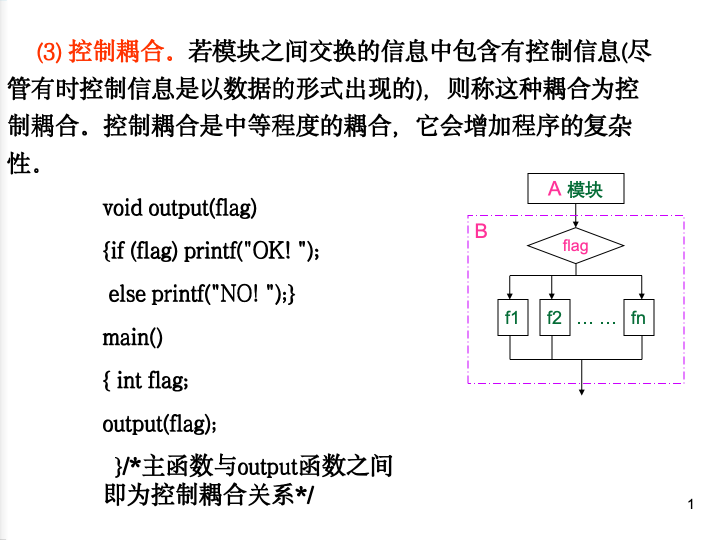 (3) 控制耦合．若模块之间交换的信息中包含有控制信息(尽
管有时控制信息是以数据的形式出现的)，则称这种耦合为控
制耦合．控制耦合是中等程度的耦合，它会增加程序的复杂
性．
void output(flag)
{if (flag) printf("OK! ");
else printf("NO! ");}
main()
{ int flag;
output(flag);
}/*主函数与output函数之间
即为控制耦合关系*/
A 模块
B
flag
f1 f2 … … fn
1